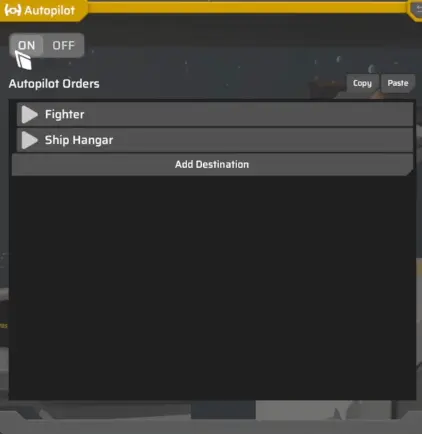 Autopilot
ON OFF
Autopilot Orders Copy Paste
Fighter
Ship Hangar
Add Destination